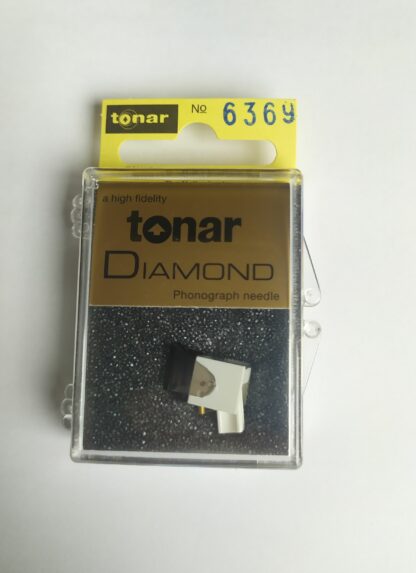 tonar No 6369
a high fidelity
tonar
DIAMOND
Phonograph needle